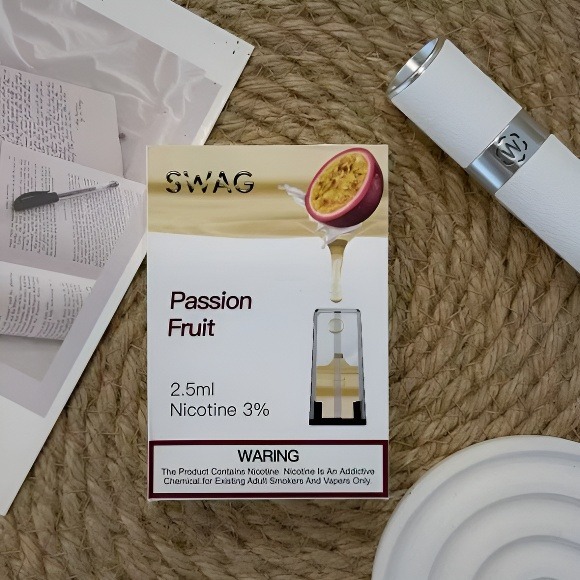 SWAG
Passion
Fruit
2.5ml
Nicotine 3%
WARING
The Product Contains Nicotine. Nicotine Is An Addictive
Chemical.for Existing Adult Smokers And Vapers Only.
W